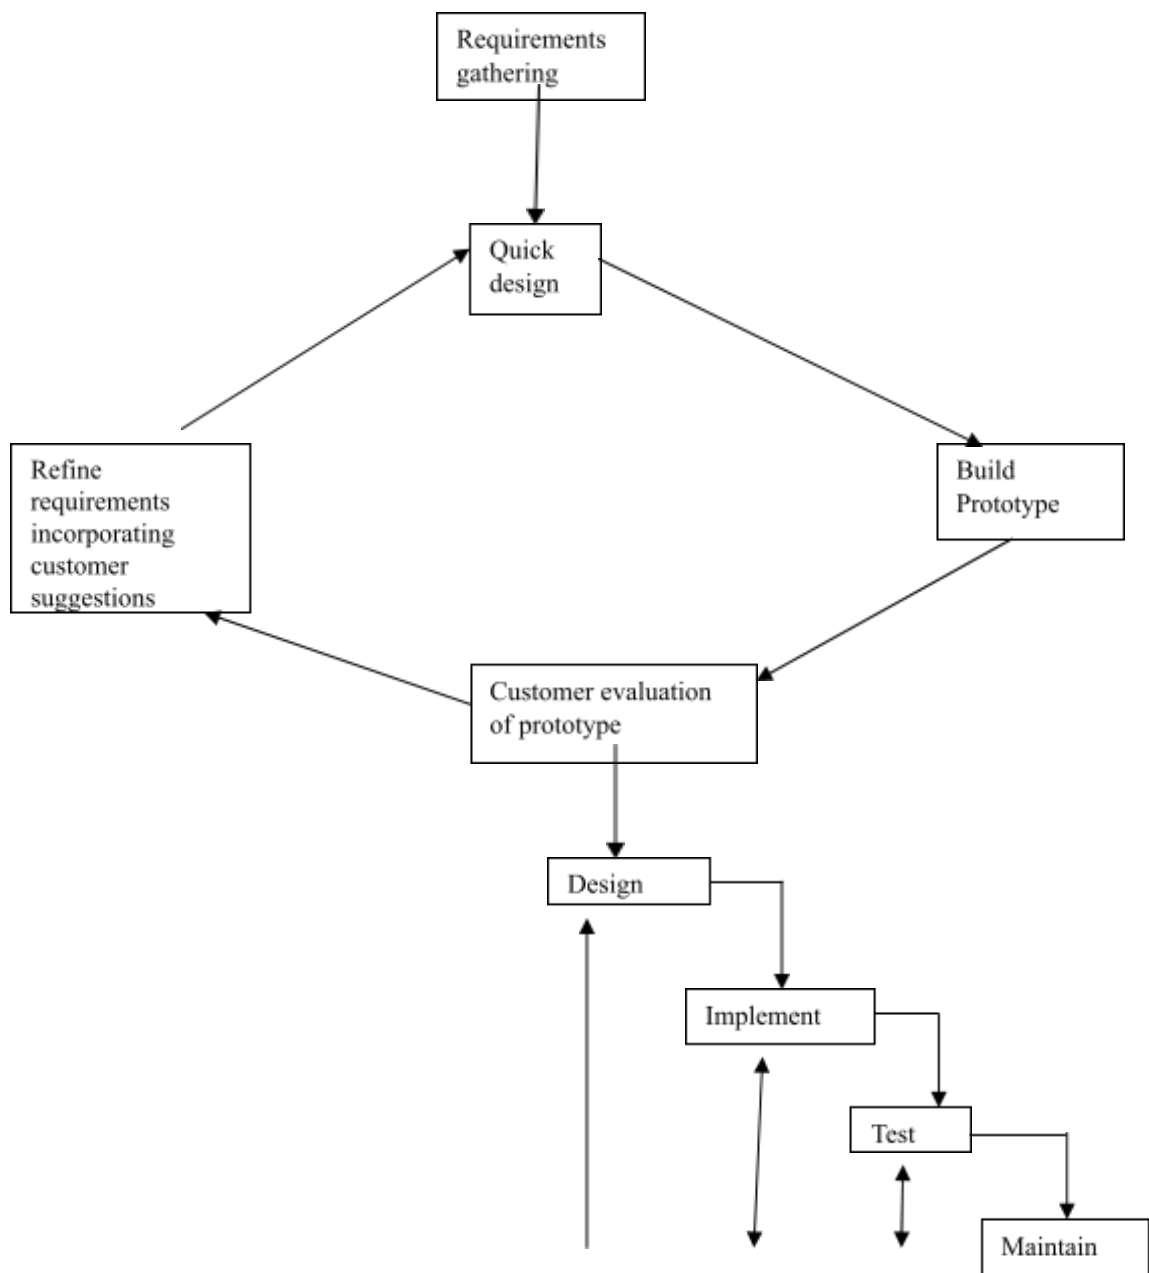 Requirements
gathering
Quick
design
Refine
requirements
incorporating
customer
suggestions
Build
Prototype
Customer evaluation
of prototype
Design
Implement
Test
Maintain